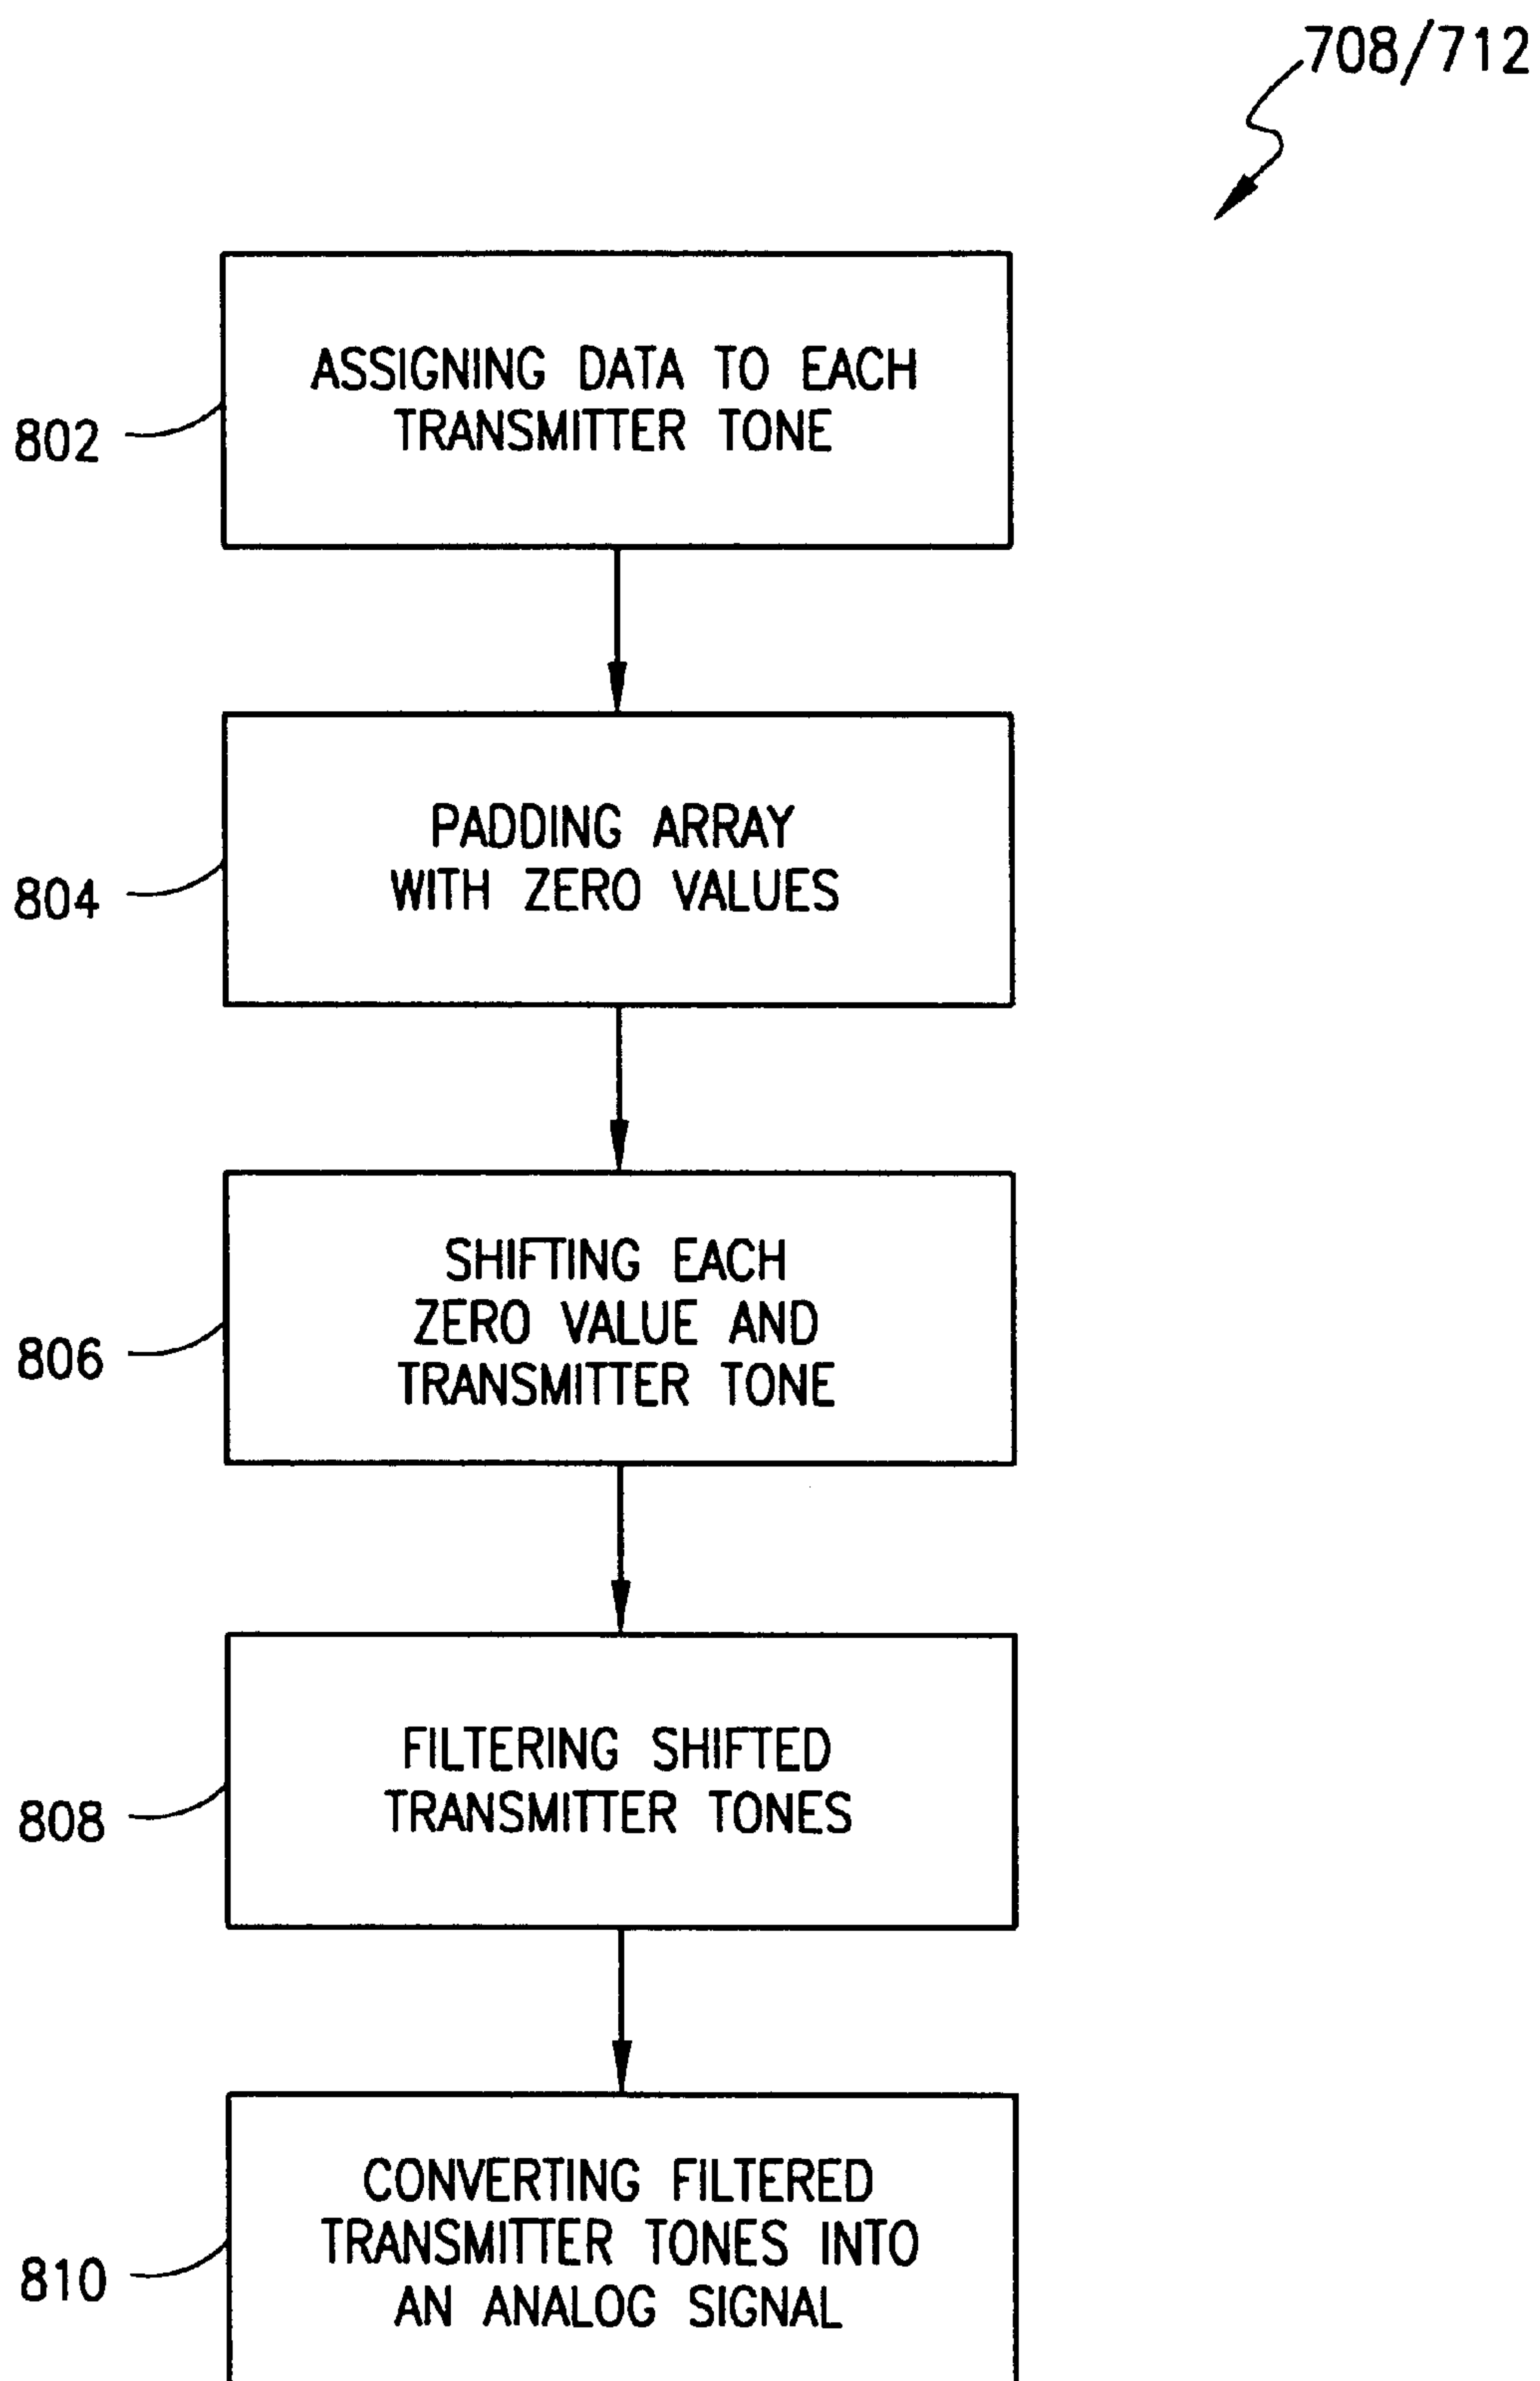 708/712
ASSIGNING DATA TO EACH
TRANSMITTER TONE
802
PADDING ARRAY
WITH ZERO VALUES
804
SHIFTING EACH
ZERO VALUE AND
TRANSMITTER TONE
806
FILTERING SHIFTED
TRANSMITTER TONES
808
CONVERTING FILTERED
TRANSMITTER TONES INTO
AN ANALOG SIGNAL
810